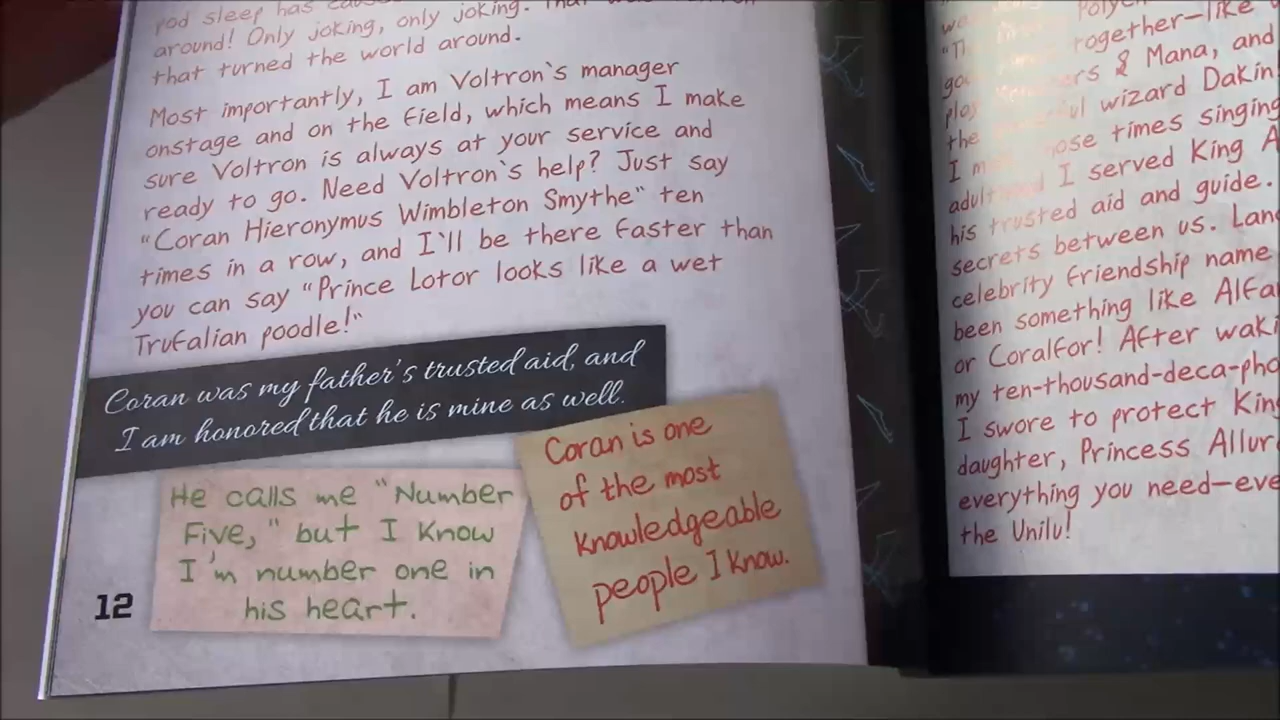 pod sleep has
around! Only joking, only joking. That
that turned the world around.
Most importantly, I am Voltron`s manager
onstage and on the field, which means I make
sure Voltron is always at your service and
ready to go. Need Voltron`s help? Just say
“Coran Hieronymus Wimbleton Smythe” ten
times in a row, and I`ll be there faster than
you can say “Prince Lotor looks like a wet
Trufalian poodle!”
Coran was my father's trusted aid, and
I am honored that he is mine as well.
He calls me “Number
Five,” but I know
I'm number one in
his heart.
Coran is one
of the most
knowledgeable
people I know.
12
together—like
& Mana, and
wizard Dakin
those times singing
I served King A
his trusted aid and guide.
secrets between us. Lan
celebrity friendship name
been something like Alfa
or Coralfor! After waki
my ten-thousand-deca-pho
I swore to protect Kin
daughter, Princess Allur
everything you need—eve
the Unilu!